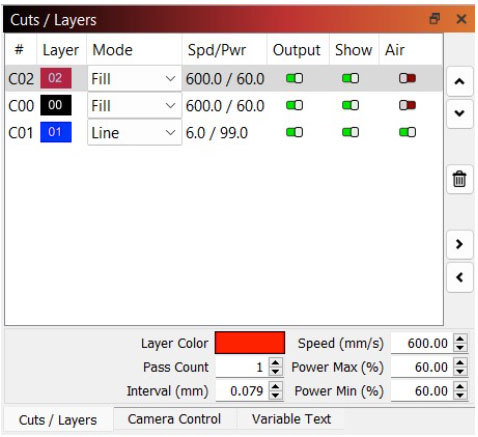 Cuts / Layers
# Layer Mode Spd/Pwr Output Show Air
C02 02 Fill 600.0 / 60.0
C00 00 Fill 600.0 / 60.0
C01 01 Line 6.0 / 99.0
Layer Color Speed (mm/s) 600.00
Pass Count 1 Power Max (%) 60.00
Interval (mm) 0.079 Power Min (%) 60.00
Cuts / Layers Camera Control Variable Text